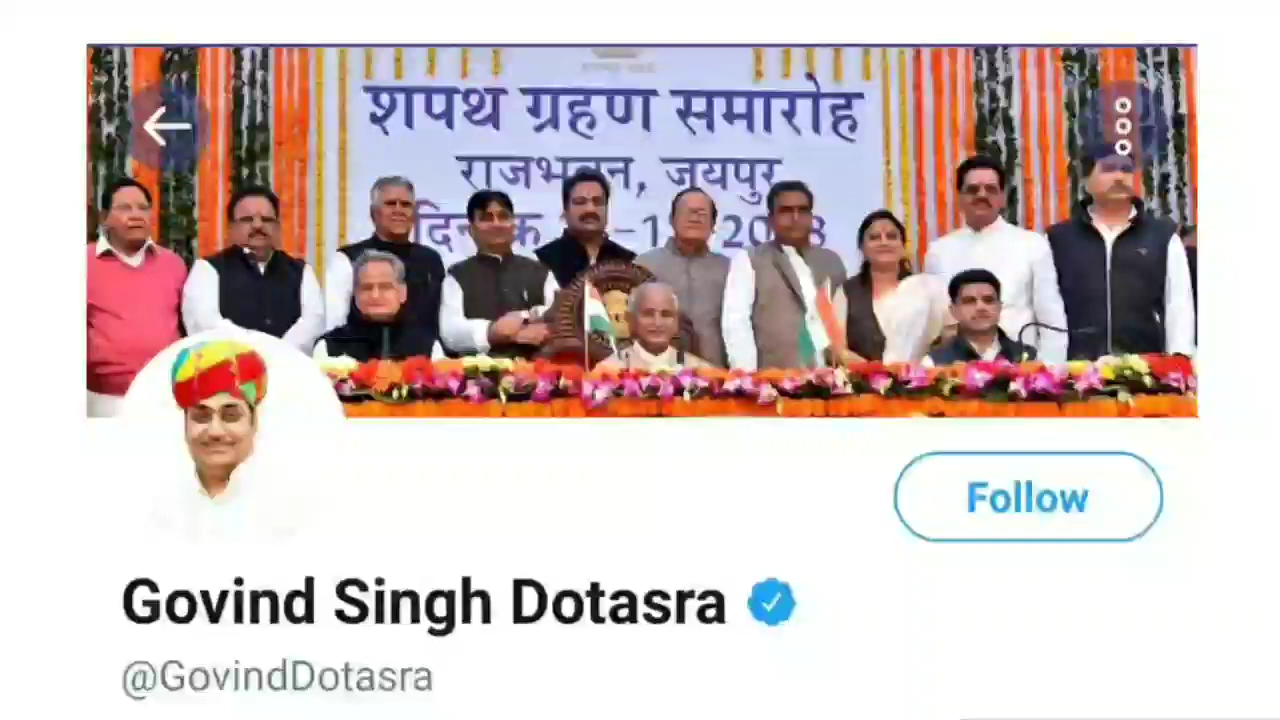 शपथ ग्रहण समारोह
राजभवन, जयपुर
Follow
Govind Singh Dotasra
@GovindDotasra